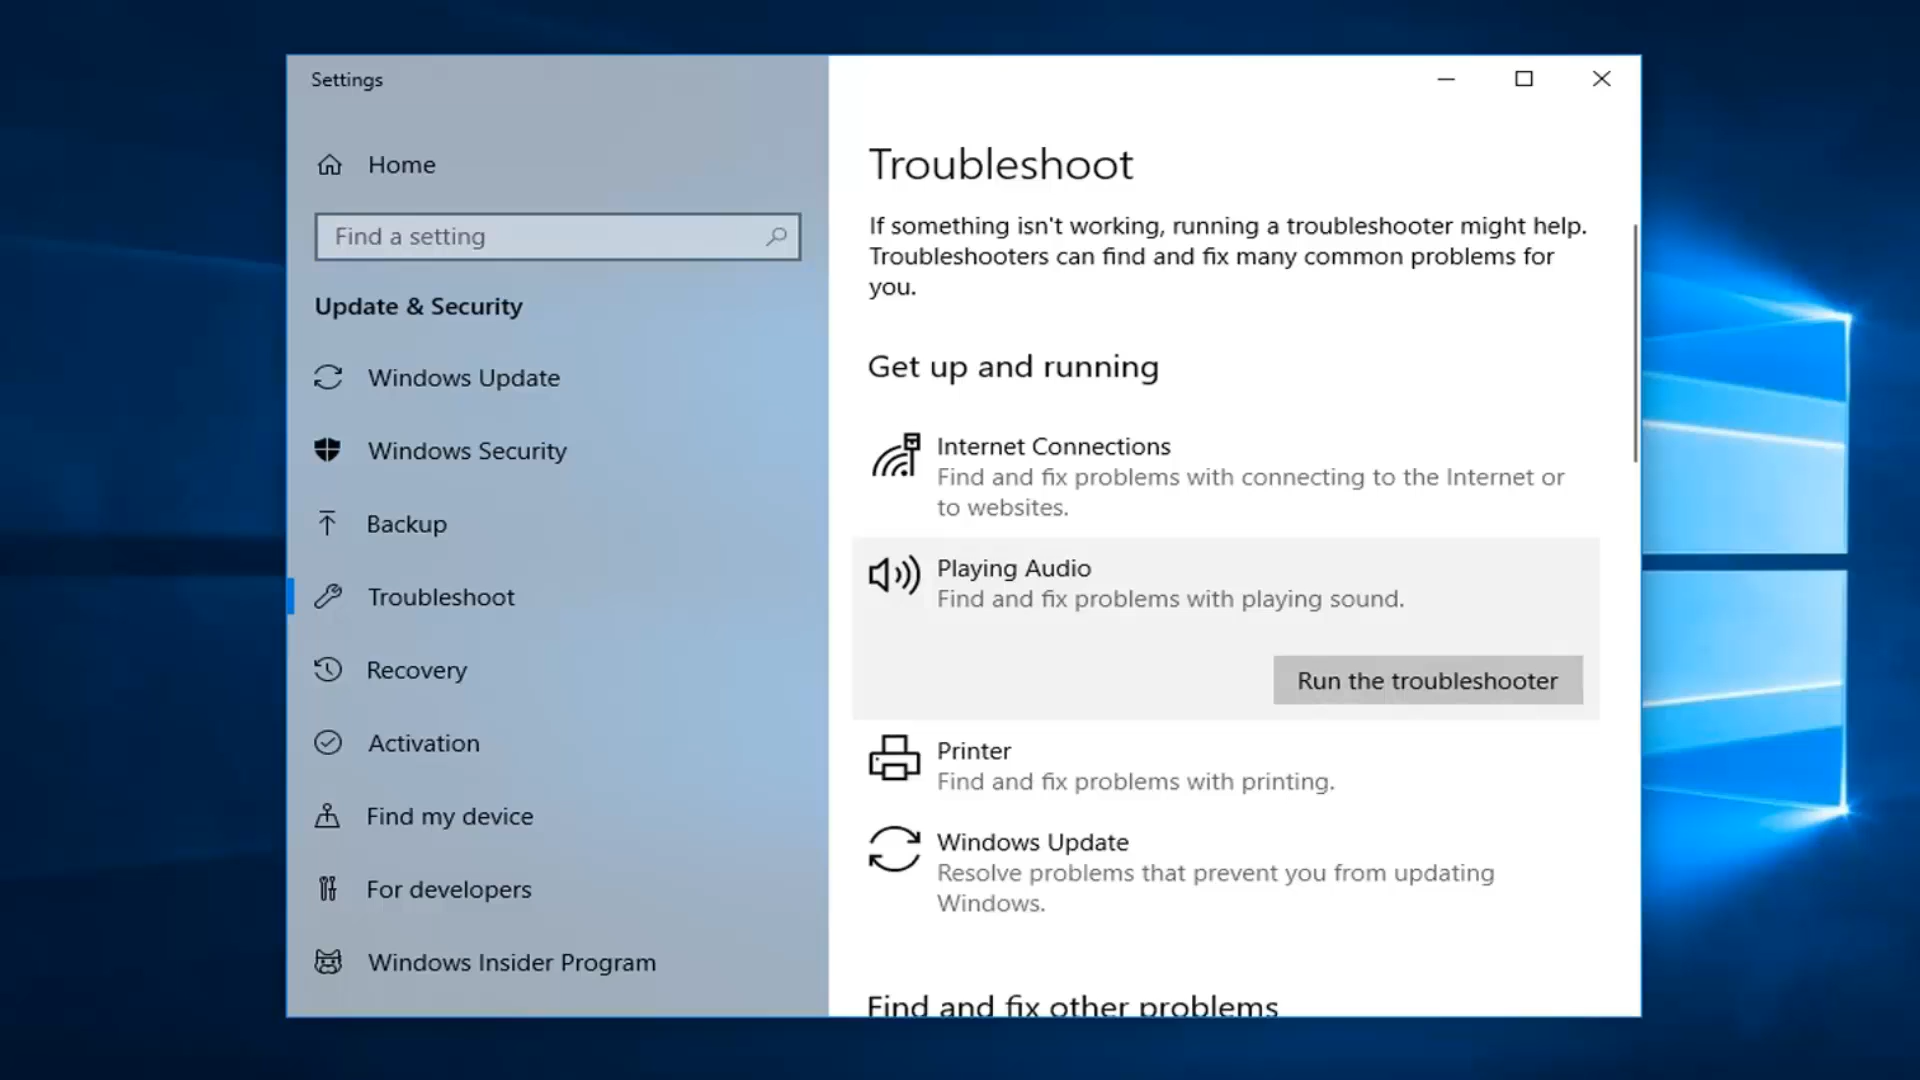 Settings
Home
Find a setting
Update & Security
Windows Update
Windows Security
Backup
Troubleshoot
Recovery
Activation
Find my device
For developers
Windows Insider Program
Troubleshoot
If something isn't working, running a troubleshooter might help.
Troubleshooters can find and fix many common problems for
you.
Get up and running
Internet Connections
Find and fix problems with connecting to the Internet or
to websites.
Playing Audio
Find and fix problems with playing sound.
Run the troubleshooter
Printer
Find and fix problems with printing.
Windows Update
Resolve problems that prevent you from updating
Windows.
Find and fix other problems